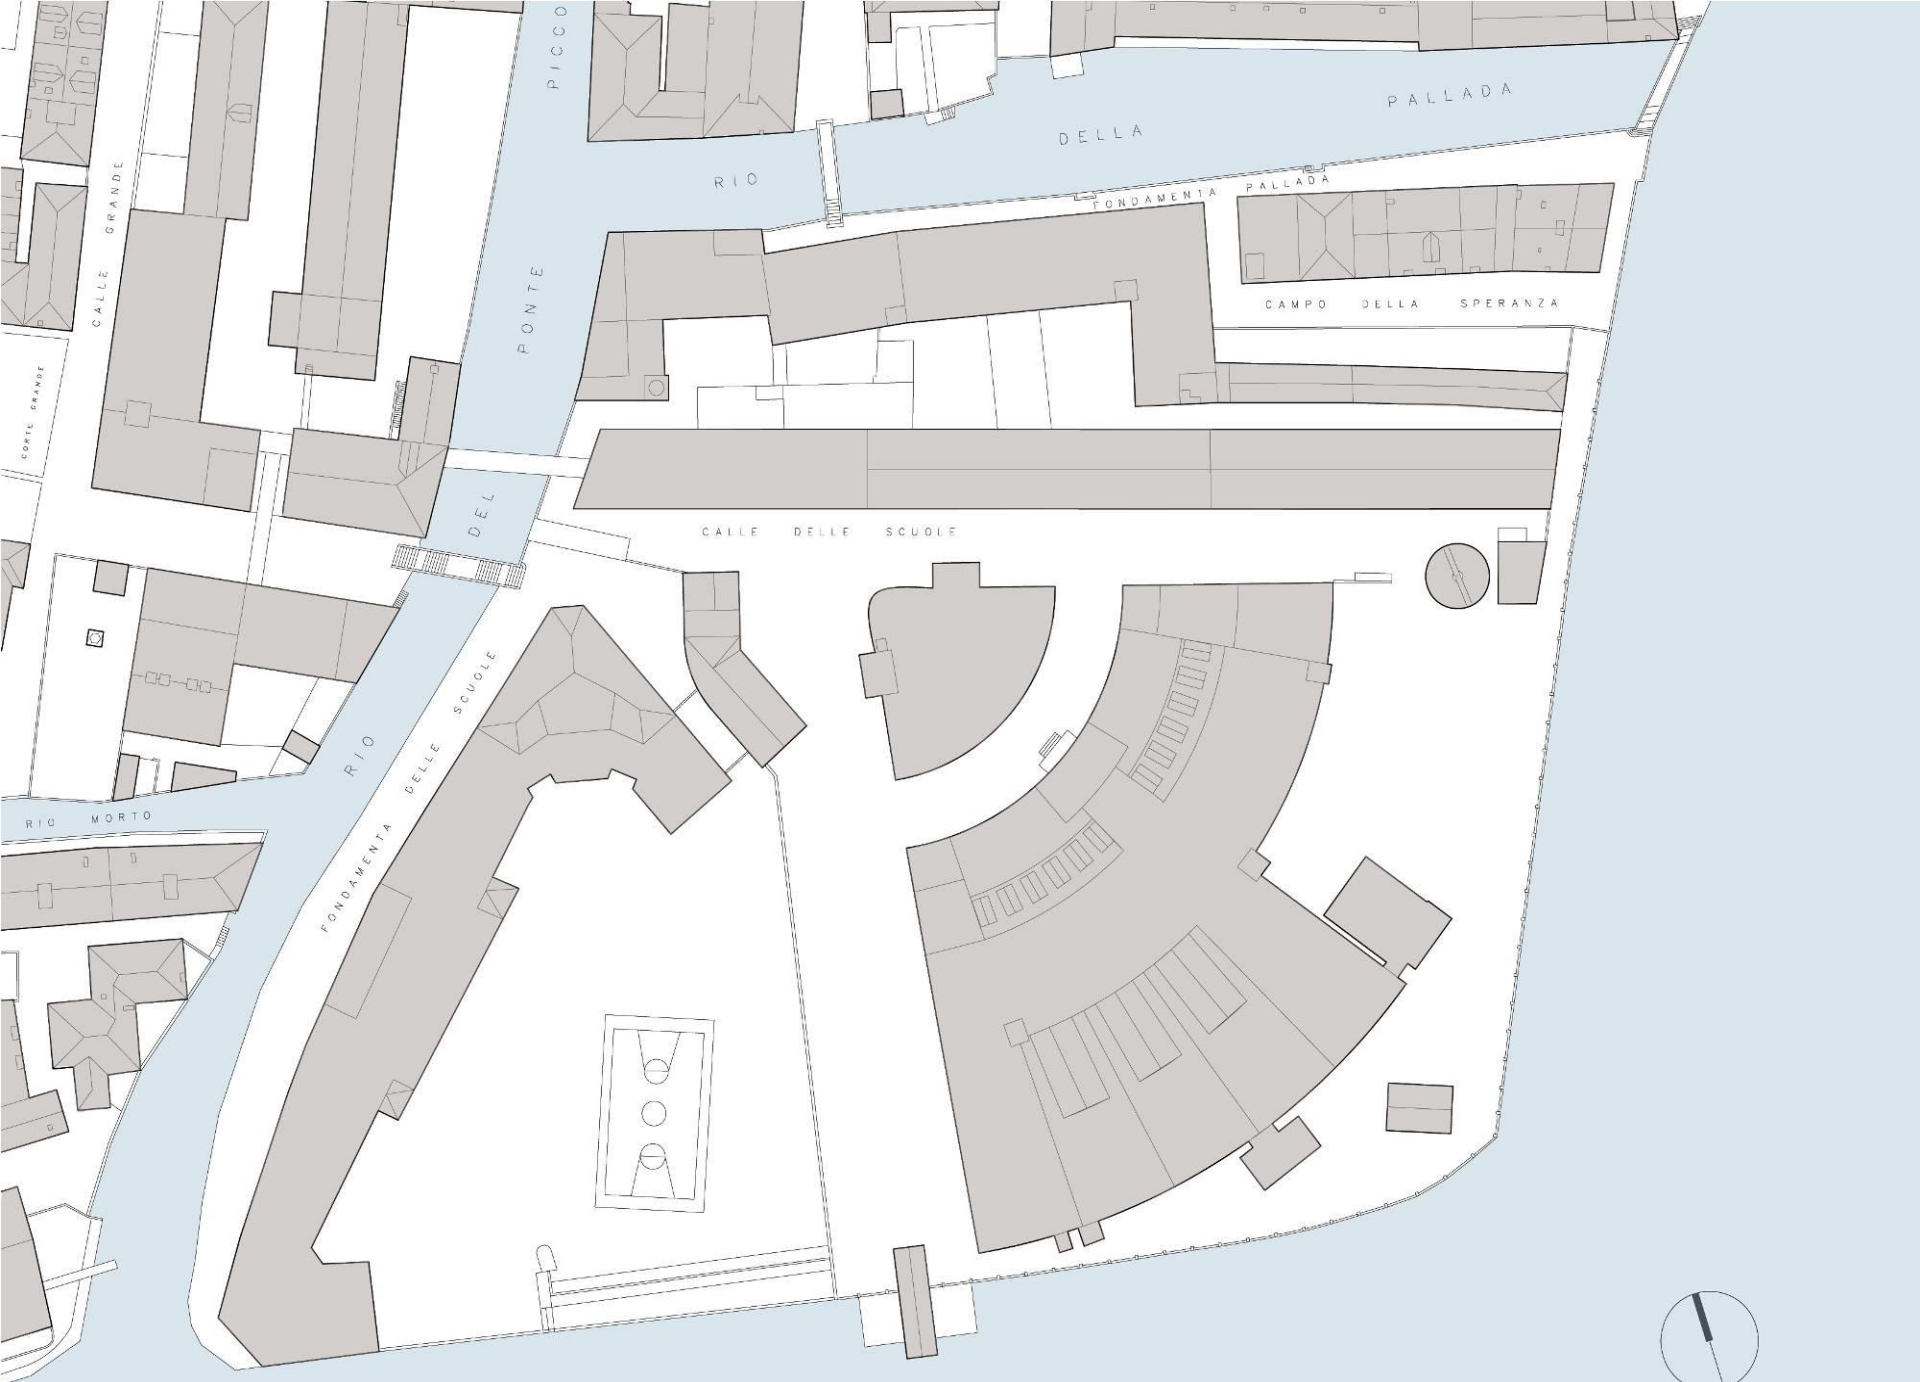 PICCO
PALLADA
DELLA
RIO
FONDAMENTA PALLADA
CALLE GRANDE
PONTE
CAMPO DELLA SPERANZA
CORTE GRANDE
DEL
CALLE DELLE SCUOLE
FONDAMENTA DELLE SCUOLE
RIO
RIO MORTO